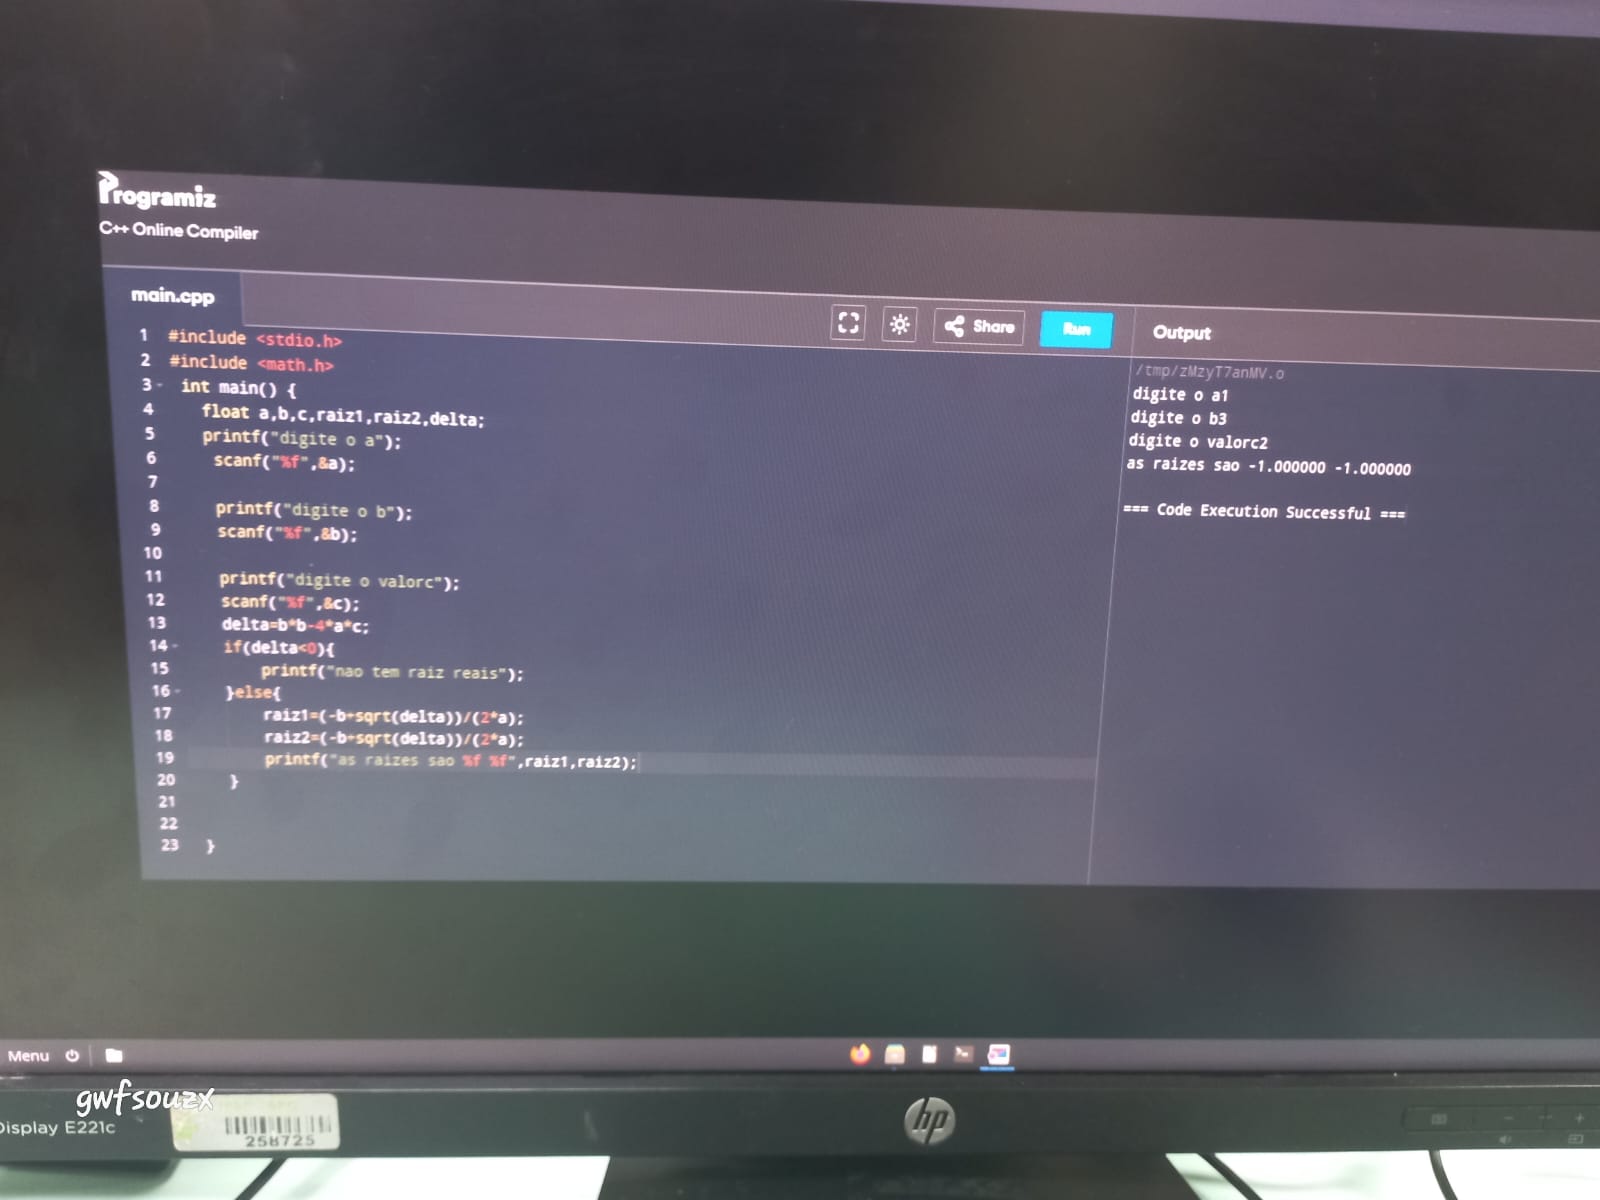 Programiz
C++ Online Compiler
main.cpp
Share
Run
Output
1 #include <stdio.h>
2 #include <math.h>
3 int main() {
4 float a,b,c,raiz1,raiz2,delta;
5 printf("digite o a");
6 scanf("%f",&a);
7
8 printf("digite o b");
9 scanf("%f",&b);
10
11 printf("digite o valorc");
12 scanf("%f",&c);
13 delta=b*b-4*a*c;
14 if(delta<0){
15 printf("nao tem raiz reais");
16 }else{
17 raiz1=(-b+sqrt(delta))/(2*a);
18 raiz2=(-b+sqrt(delta))/(2*a);
19 printf("as raizes sao %f %f",raiz1,raiz2);
20 }
21
22
23 }
/tmp/zMzyT7anMV.o
digite o a1
digite o b3
digite o valorc2
as raizes sao -1.000000 -1.000000
=== Code Execution Successful ===
Menu
gwfsouzx
Display E221c
258725
hp